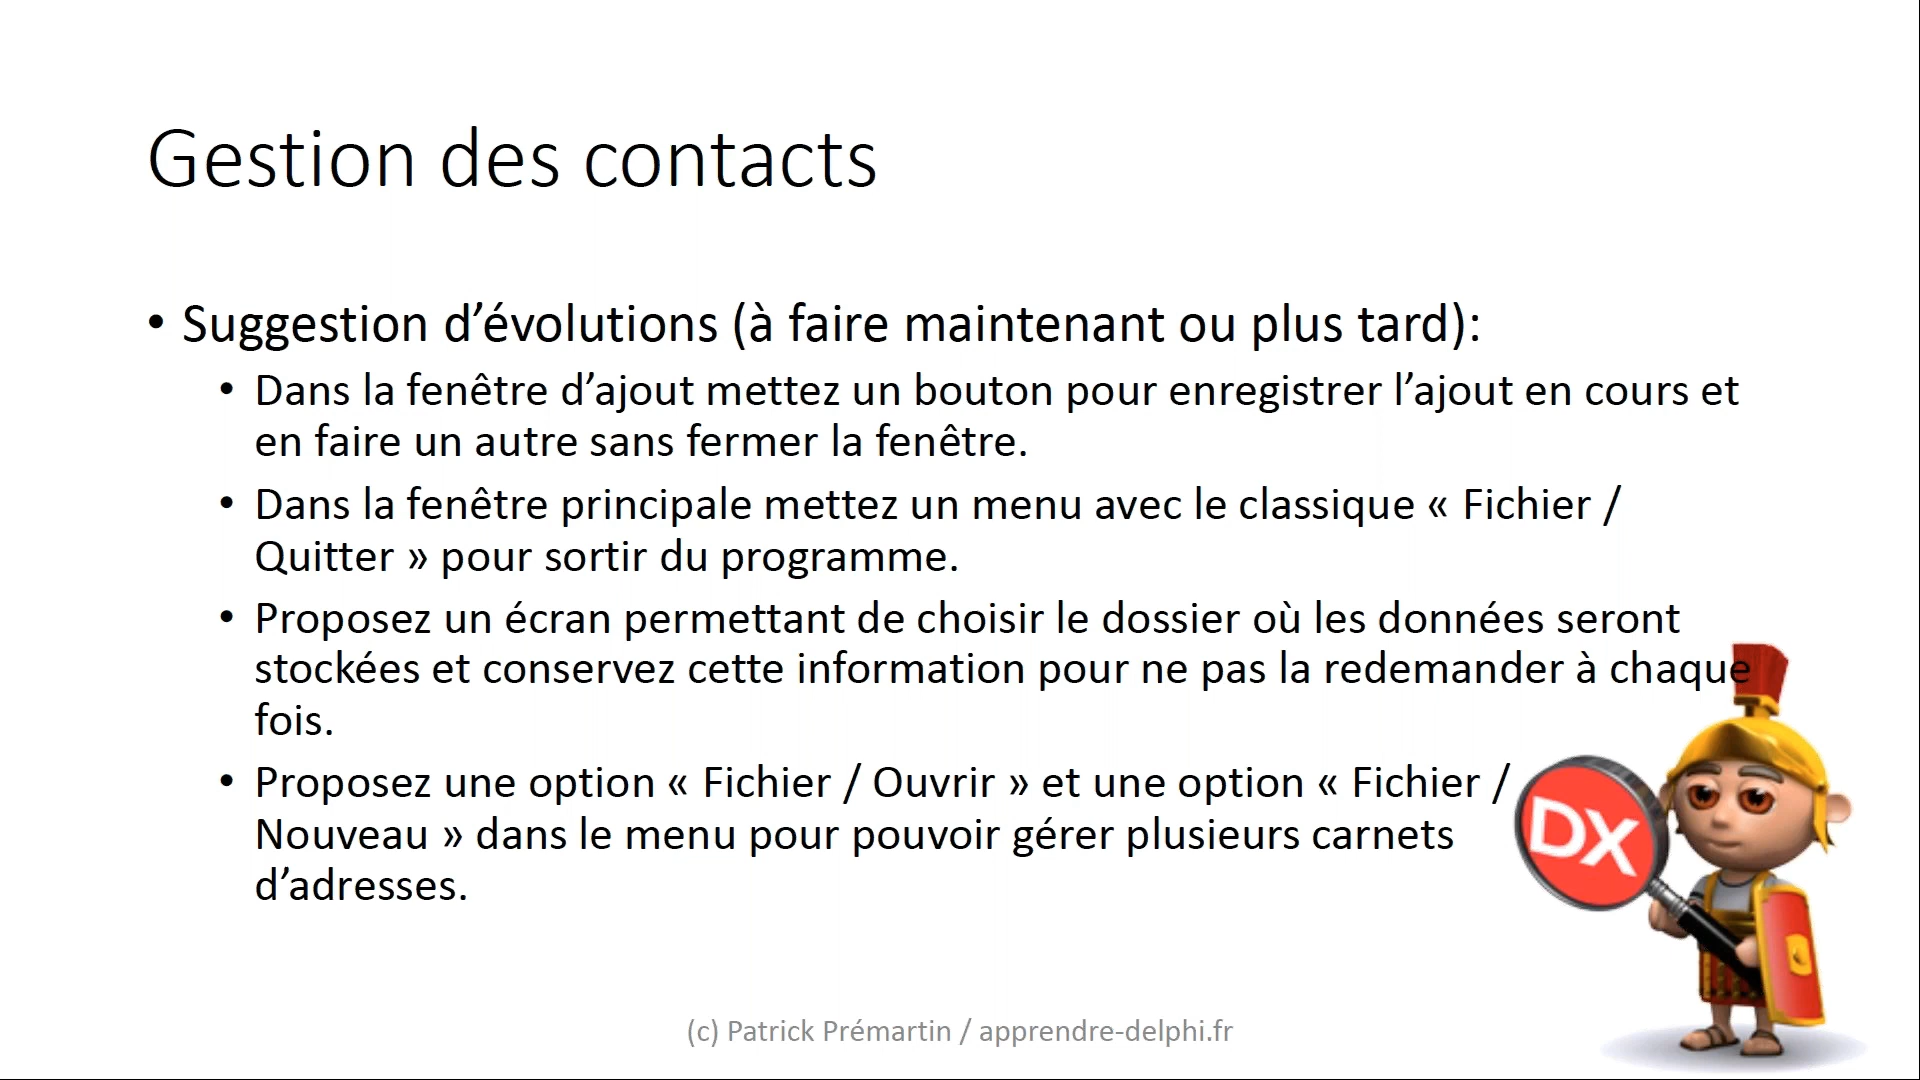 Gestion des contacts
• Suggestion d’évolutions (à faire maintenant ou plus tard):
• Dans la fenêtre d’ajout mettez un bouton pour enregistrer l’ajout en cours et
en faire un autre sans fermer la fenêtre.
• Dans la fenêtre principale mettez un menu avec le classique « Fichier /
Quitter » pour sortir du programme.
• Proposez un écran permettant de choisir le dossier où les données seront
stockées et conservez cette information pour ne pas la redemander à chaque
fois.
• Proposez une option « Fichier / Ouvrir » et une option « Fichier /
Nouveau » dans le menu pour pouvoir gérer plusieurs carnets
d’adresses.
DX
(c) Patrick Prémartin / apprendre-delphi.fr